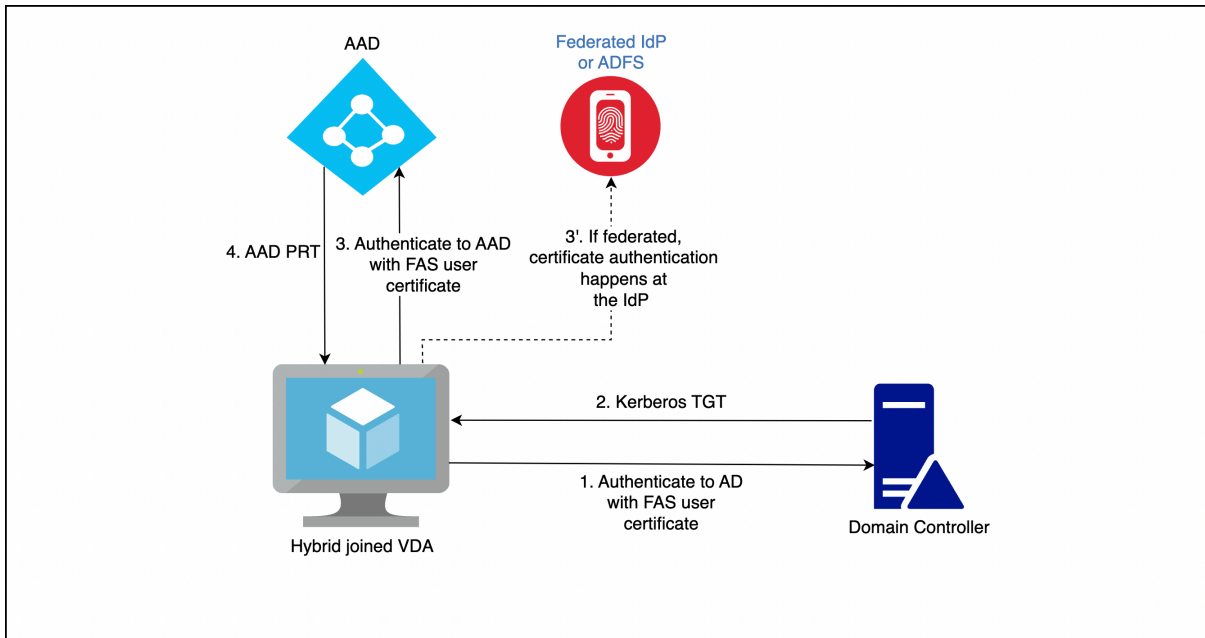 AAD
Federated IdP
or ADFS
4. AAD PRT
3. Authenticate to AAD
with FAS user
certificate
3'. If federated,
certificate authentication
happens at
the IdP
2. Kerberos TGT
1. Authenticate to AD
with FAS user
certificate
Hybrid joined VDA
Domain Controller